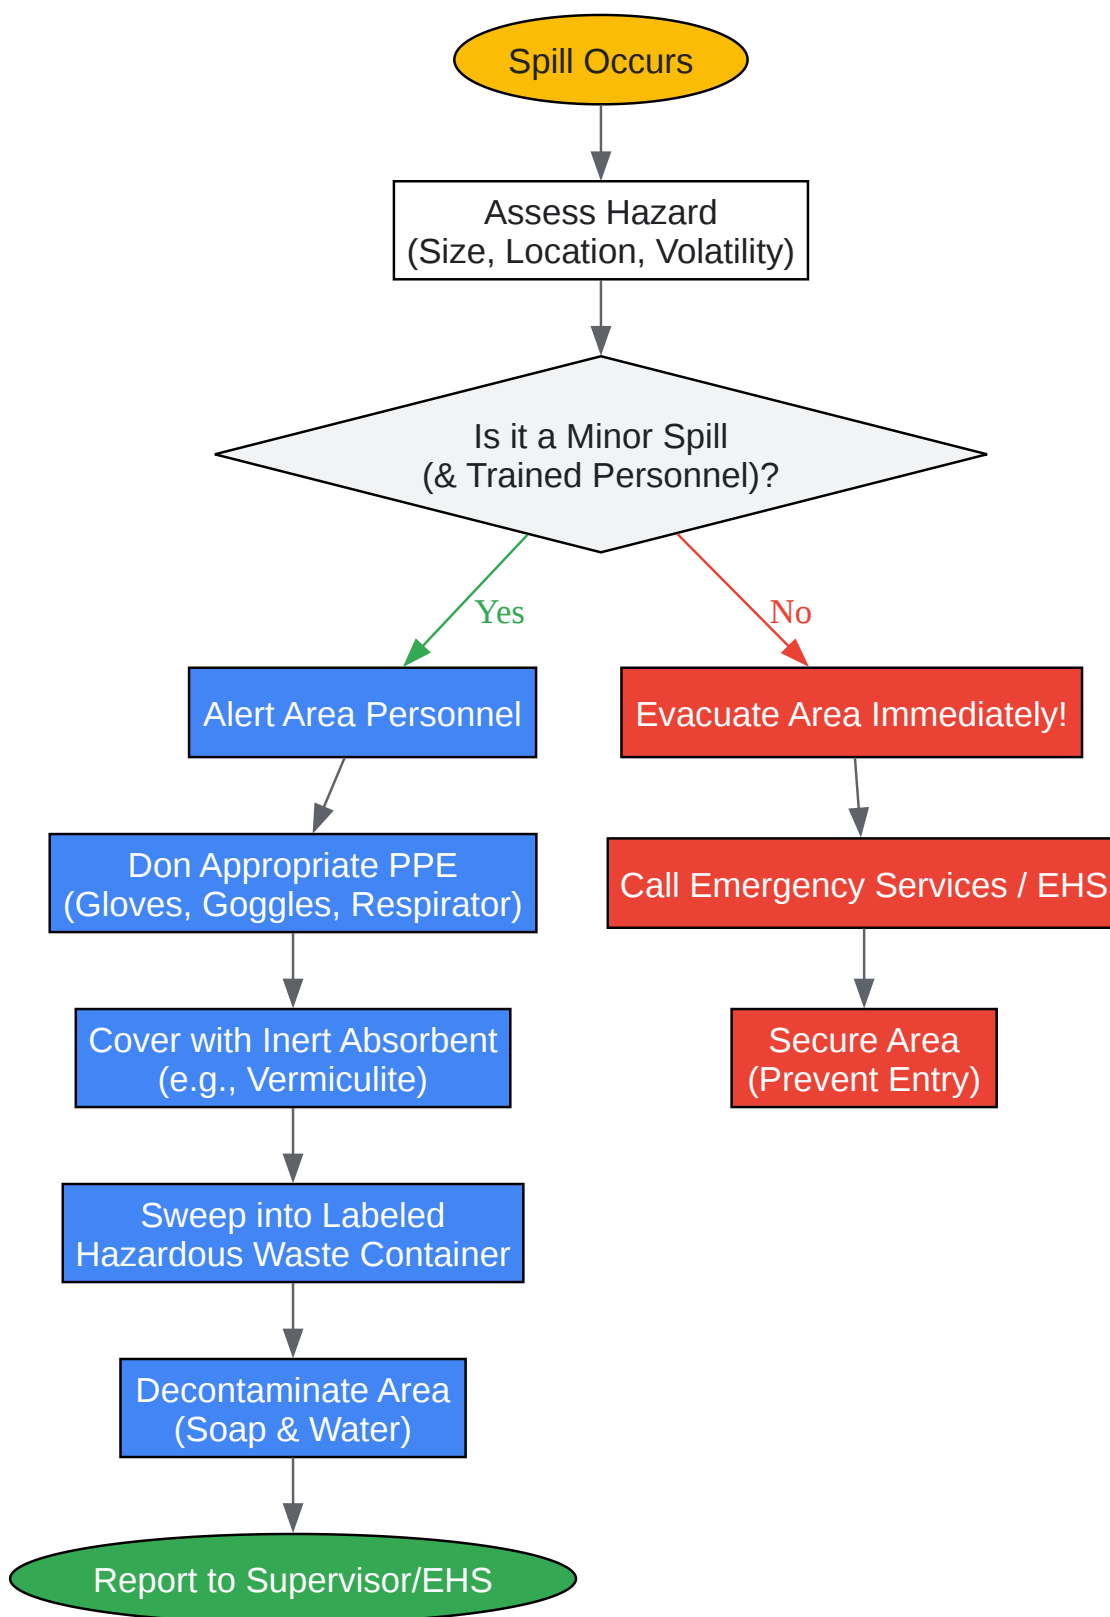 Spill Occurs
Assess Hazard
(Size, Location, Volatility)
Is it a Minor Spill
(& Trained Personnel)?
Yes
No
Alert Area Personnel
Evacuate Area Immediately!
Don Appropriate PPE
(Gloves, Goggles, Respirator)
Call Emergency Services / EHS
Cover with Inert Absorbent
(e.g., Vermiculite)
Secure Area
(Prevent Entry)
Sweep into Labeled
Hazardous Waste Container
Decontaminate Area
(Soap & Water)
Report to Supervisor/EHS